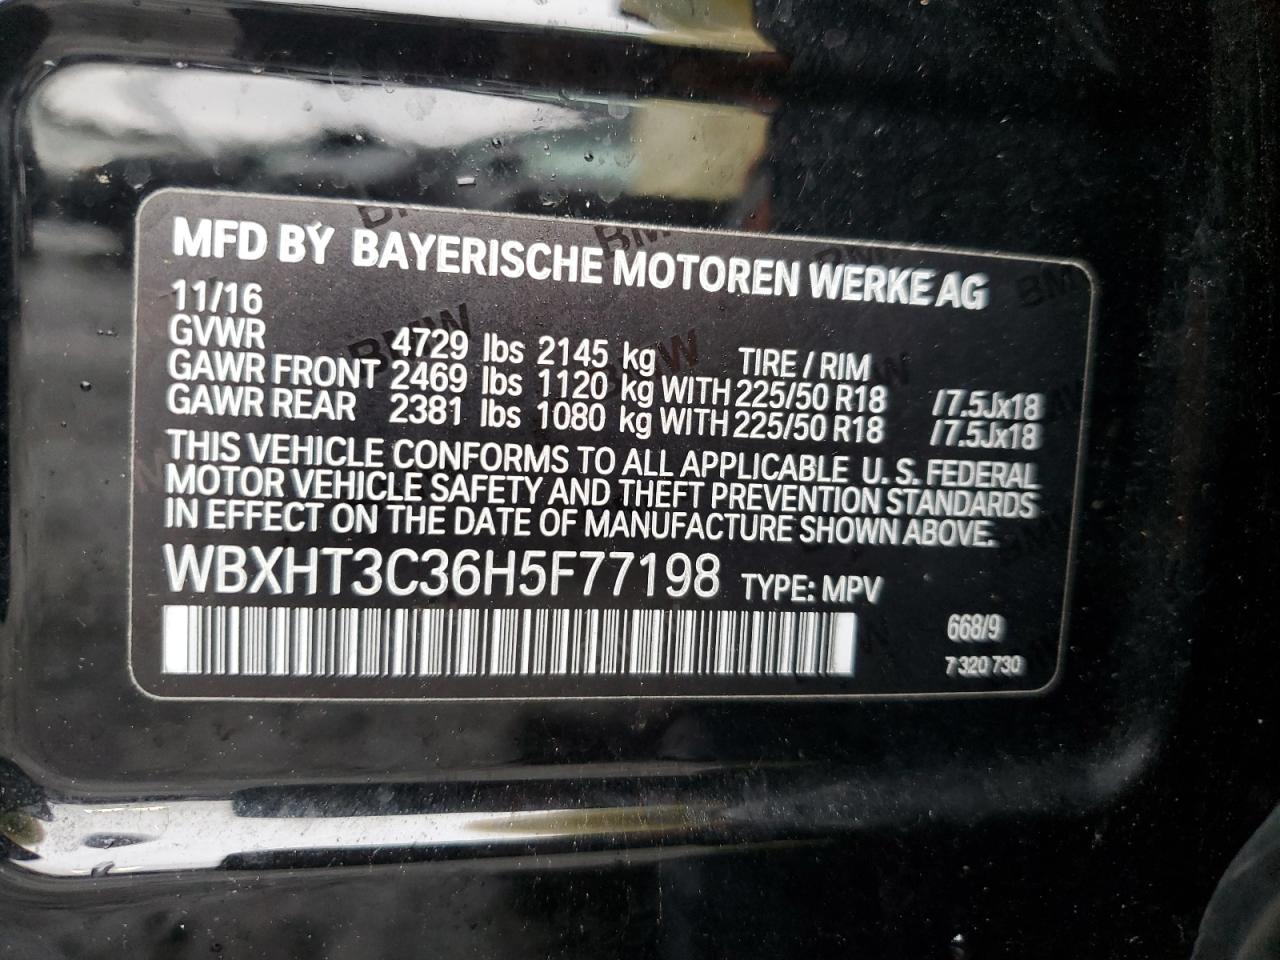 MFD BY BAYERISCHE MOTOREN WERKE AG
11/16
GVWR 4729 lbs 2145 kg TIRE / RIM
GAWR FRONT 2469 lbs 1120 kg WITH 225/50 R18 /7.5Jx18
GAWR REAR 2381 lbs 1080 kg WITH 225/50 R18 /7.5Jx18
THIS VEHICLE CONFORMS TO ALL APPLICABLE U.S. FEDERAL
MOTOR VEHICLE SAFETY AND THEFT PREVENTION STANDARDS
IN EFFECT ON THE DATE OF MANUFACTURE SHOWN ABOVE.
WBXHT3C36H5F77198 TYPE: MPV
668/9
7 320 730